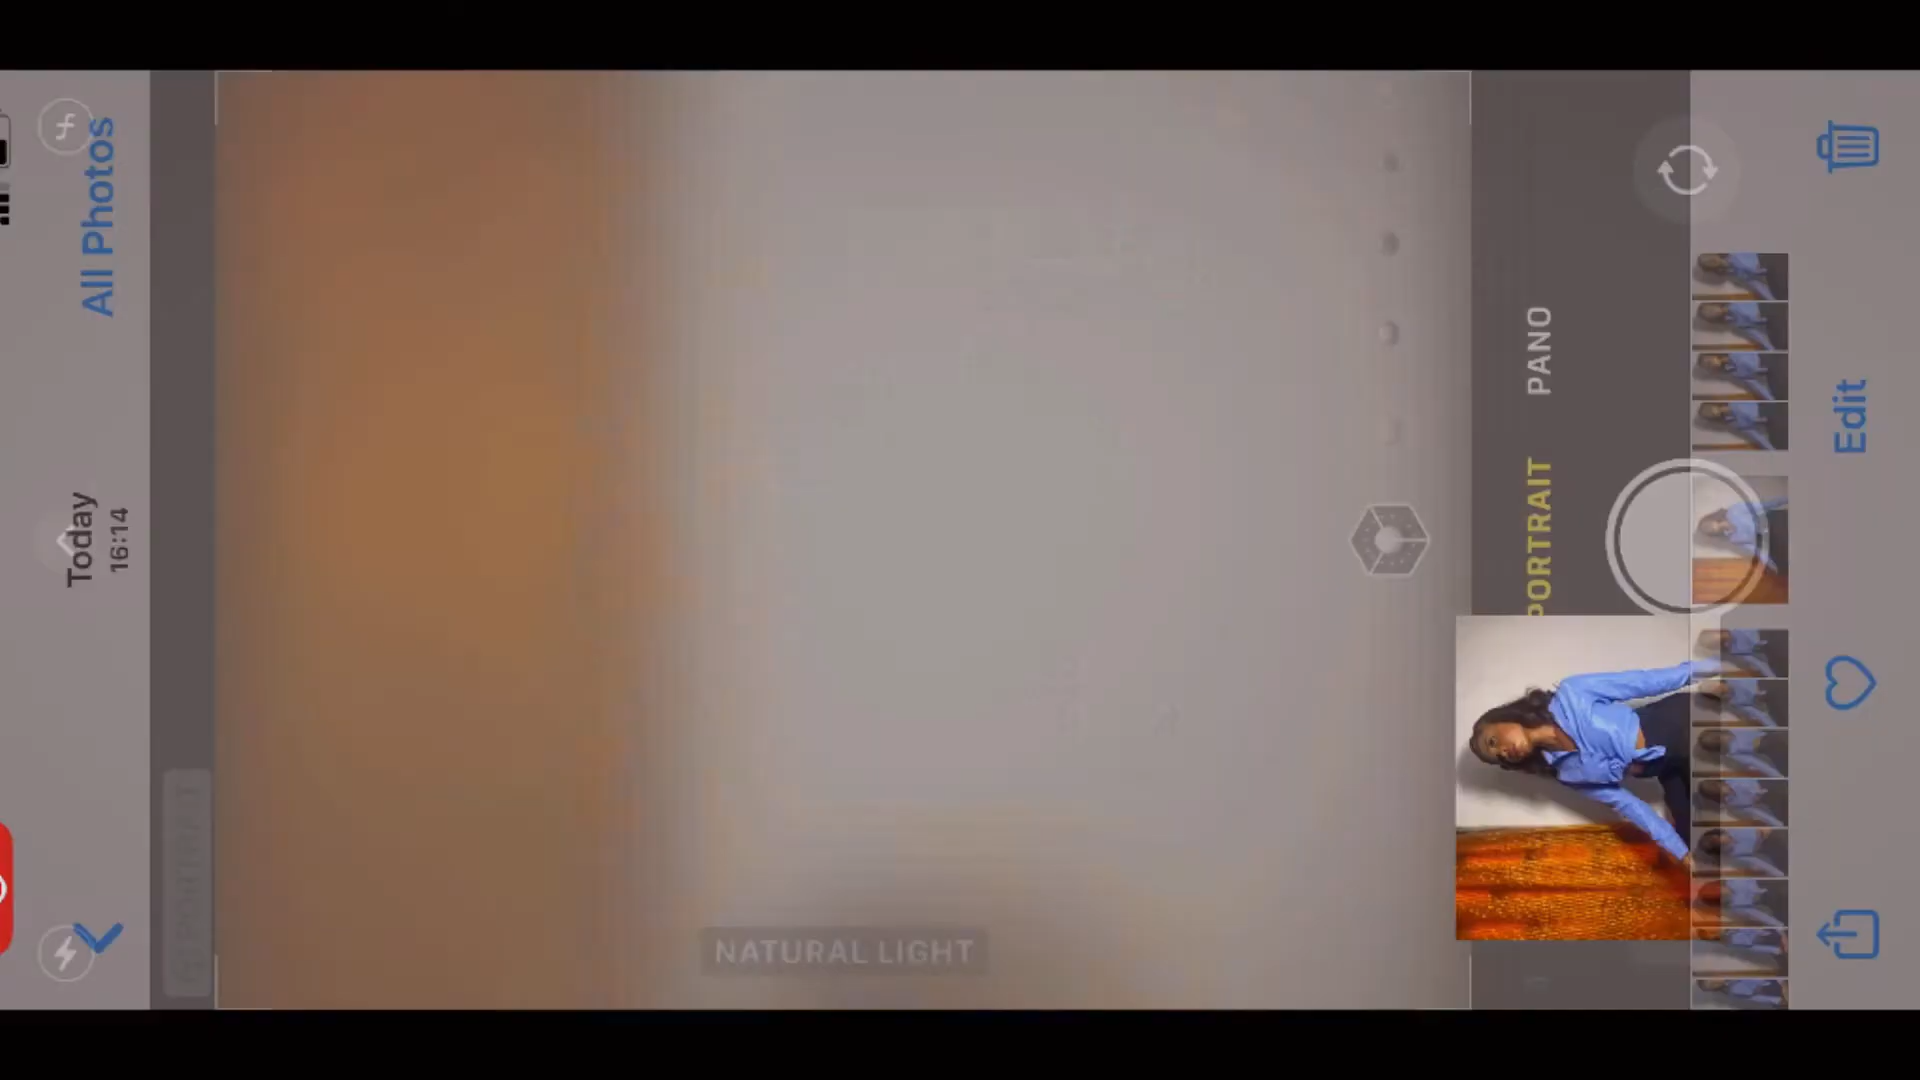 All Photos
Today
16:14
NATURAL LIGHT
PORTRAIT
PANO
Edit